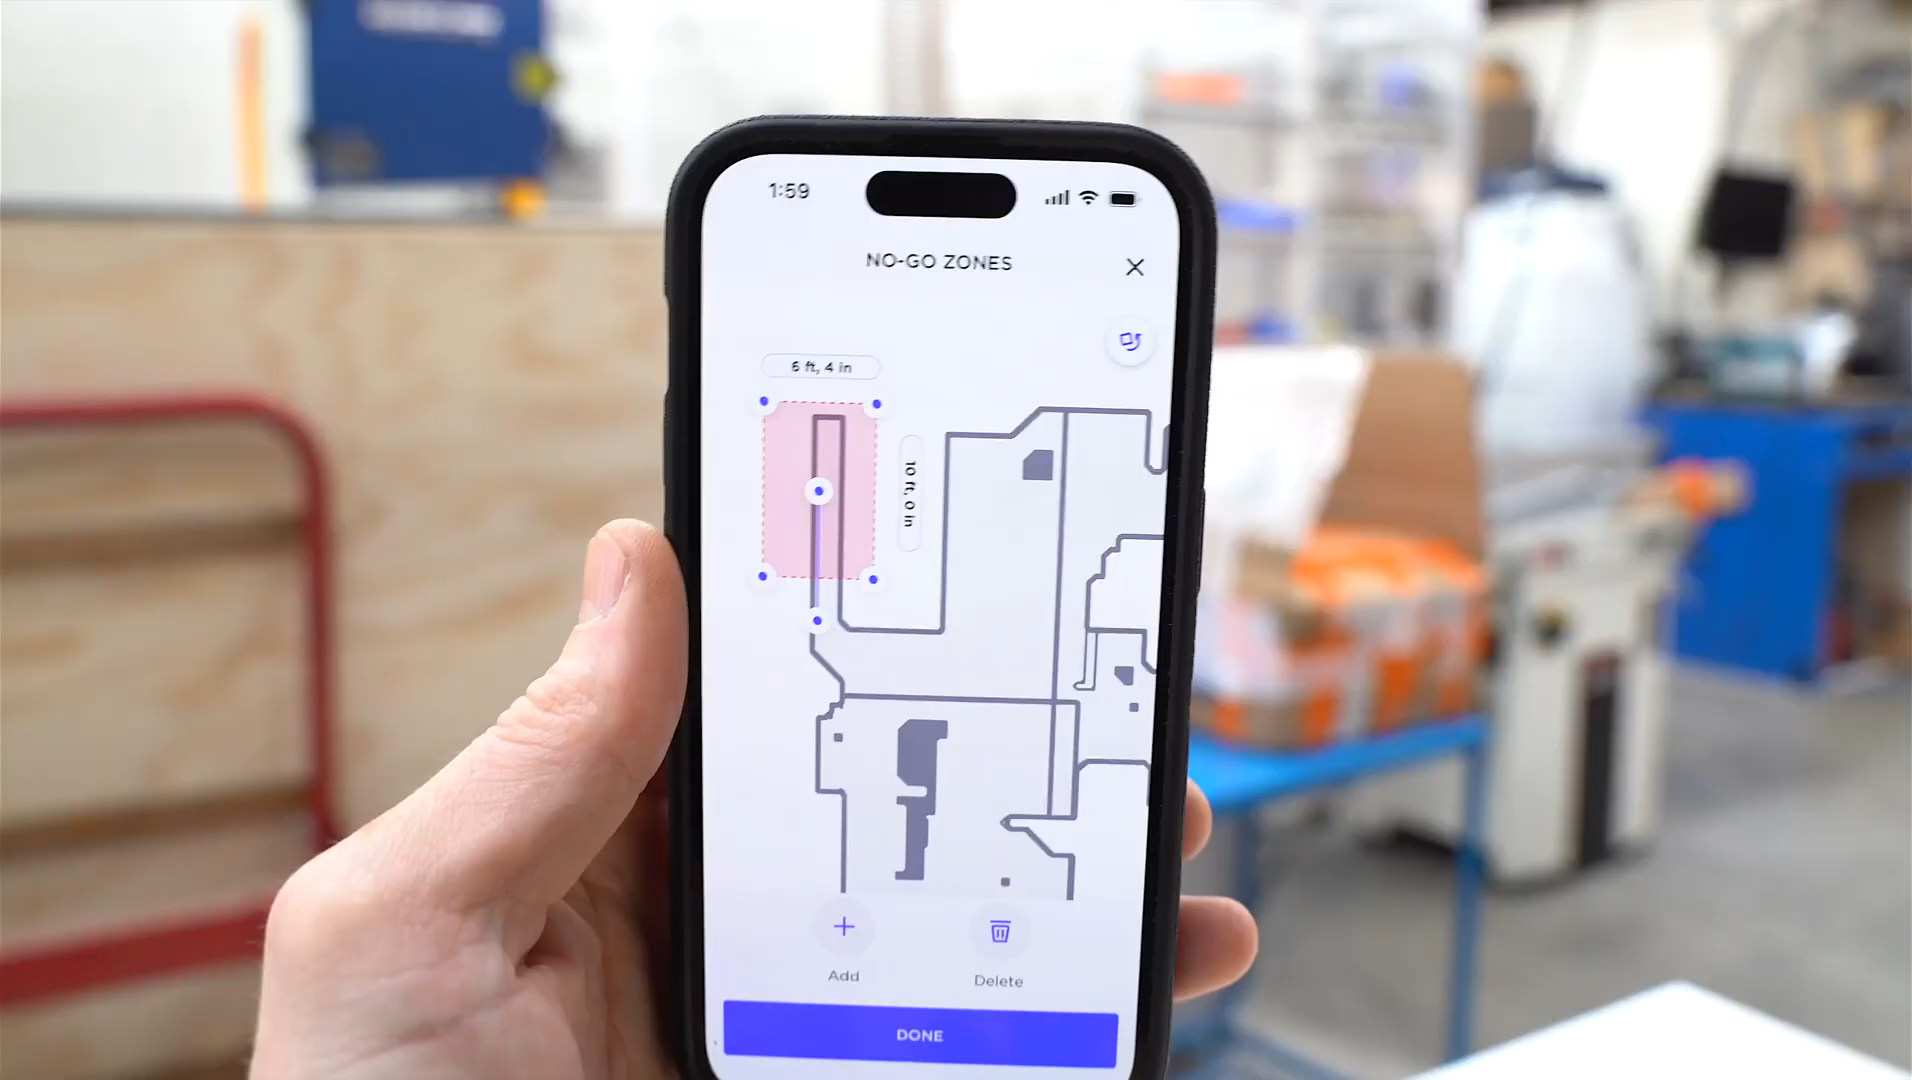 1:59
NO-GO ZONES
6 ft, 4 in
10 ft, 0 in
Add
Delete
DONE